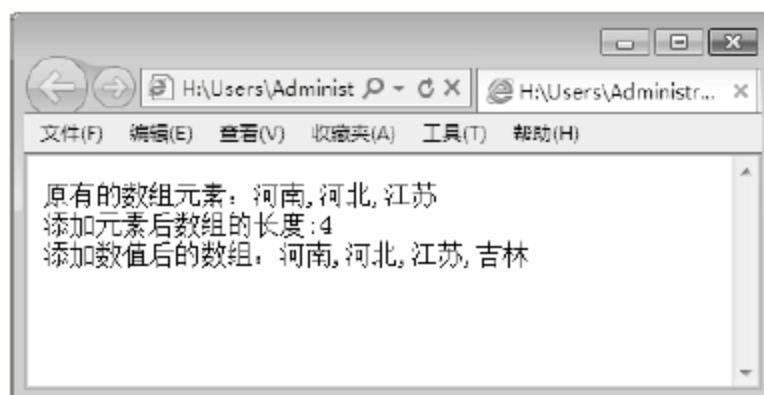 H:\Users\Administ
H:\Users\Administr...
文件(F) 编辑(E) 查看(V) 收藏夹(A) 工具(T) 帮助(H)
原有的数组元素：河南,河北,江苏
添加元素后数组的长度:4
添加数值后的数组：河南,河北,江苏,吉林